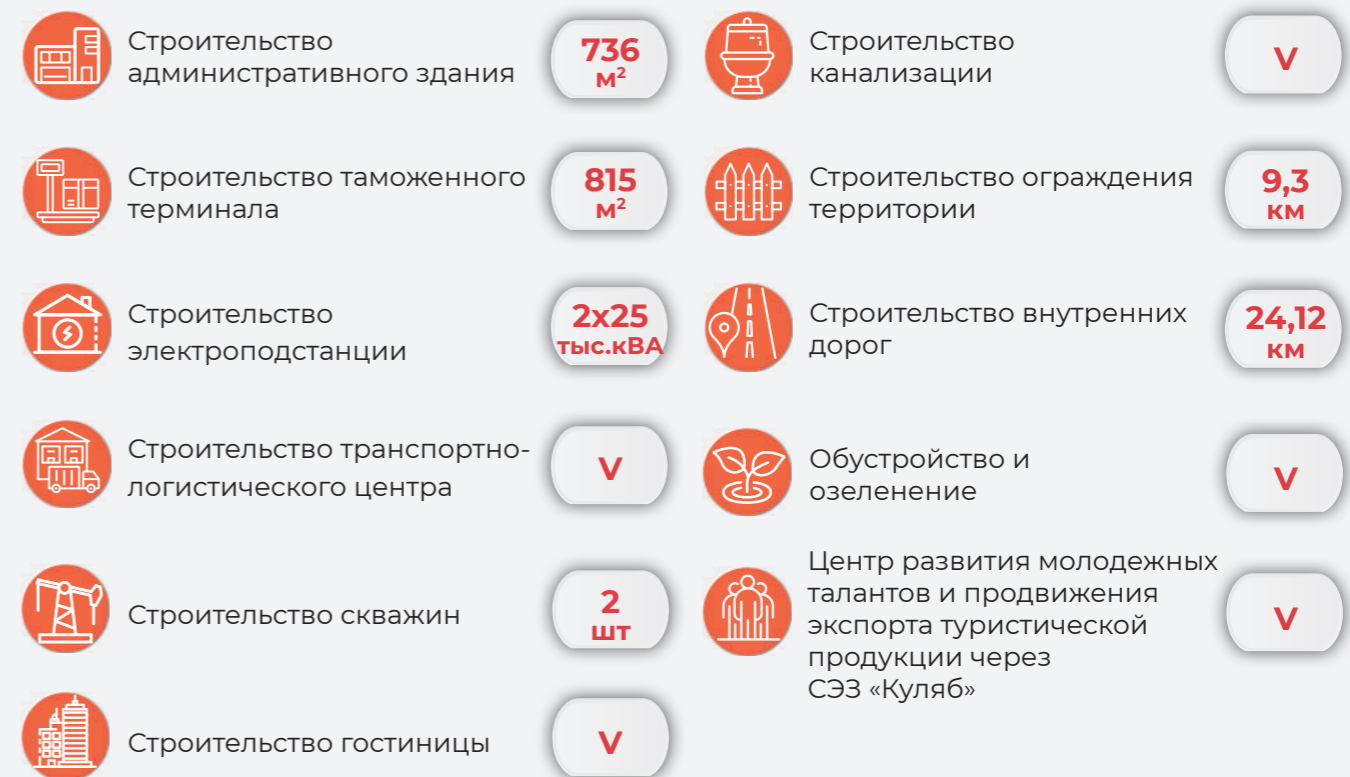 Строительство
административного здания
736
м²
Строительство таможенного
терминала
815
м²
Строительство
электроподстанции
2х25
тыс.кВА
Строительство транспортно-
логистического центра
V
Строительство скважин
2
шт
Строительство гостиницы
V
Строительство
канализации
V
Строительство ограждения
территории
9,3
км
Строительство внутренних
дорог
24,12
км
Обустройство и
озеленение
V
Центр развития молодежных
талантов и продвижения
экспорта туристической
продукции через
СЭЗ «Куляб»
V